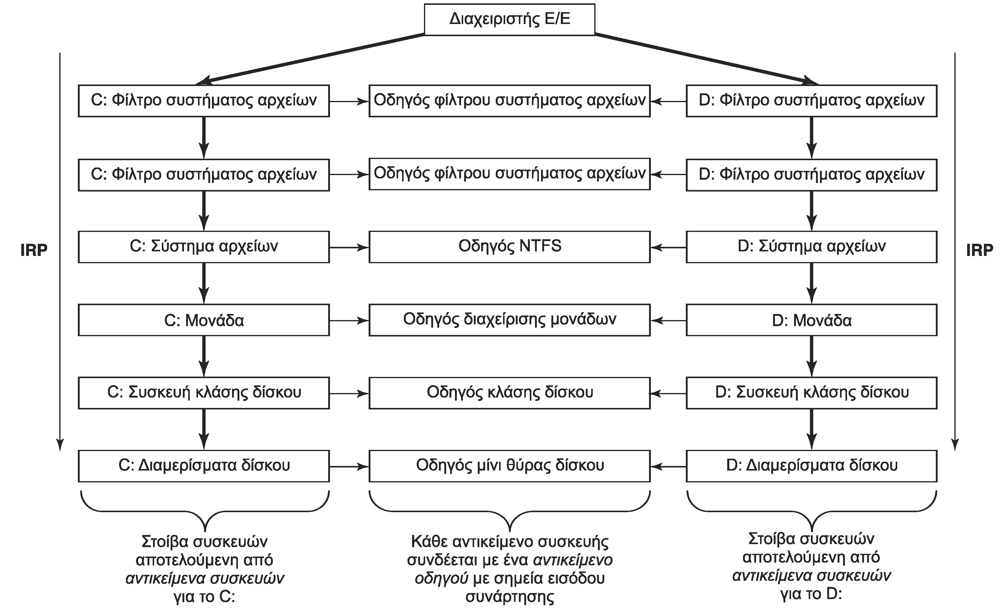 Διαχειριστής Ε/Ε
C: Φίλτρο συστήματος αρχείων
Οδηγός φίλτρου συστήματος αρχείων
D: Φίλτρο συστήματος αρχείων
C: Φίλτρο συστήματος αρχείων
Οδηγός φίλτρου συστήματος αρχείων
D: Φίλτρο συστήματος αρχείων
IRP
C: Σύστημα αρχείων
Οδηγός NTFS
D: Σύστημα αρχείων
IRP
C: Μονάδα
Οδηγός διαχείρισης μονάδων
D: Μονάδα
C: Συσκευή κλάσης δίσκου
Οδηγός κλάσης δίσκου
D: Συσκευή κλάσης δίσκου
C: Διαμερίσματα δίσκου
Οδηγός μίνι θύρας δίσκου
D: Διαμερίσματα δίσκου
Στοίβα συσκευών
αποτελούμενη από
αντικείμενα συσκευών
για το C:
Κάθε αντικείμενο συσκευής
συνδέεται με ένα αντικείμενο
οδηγού με σημεία εισόδου
συνάρτησης
Στοίβα συσκευών
αποτελούμενη από
αντικείμενα συσκευών
για το D: